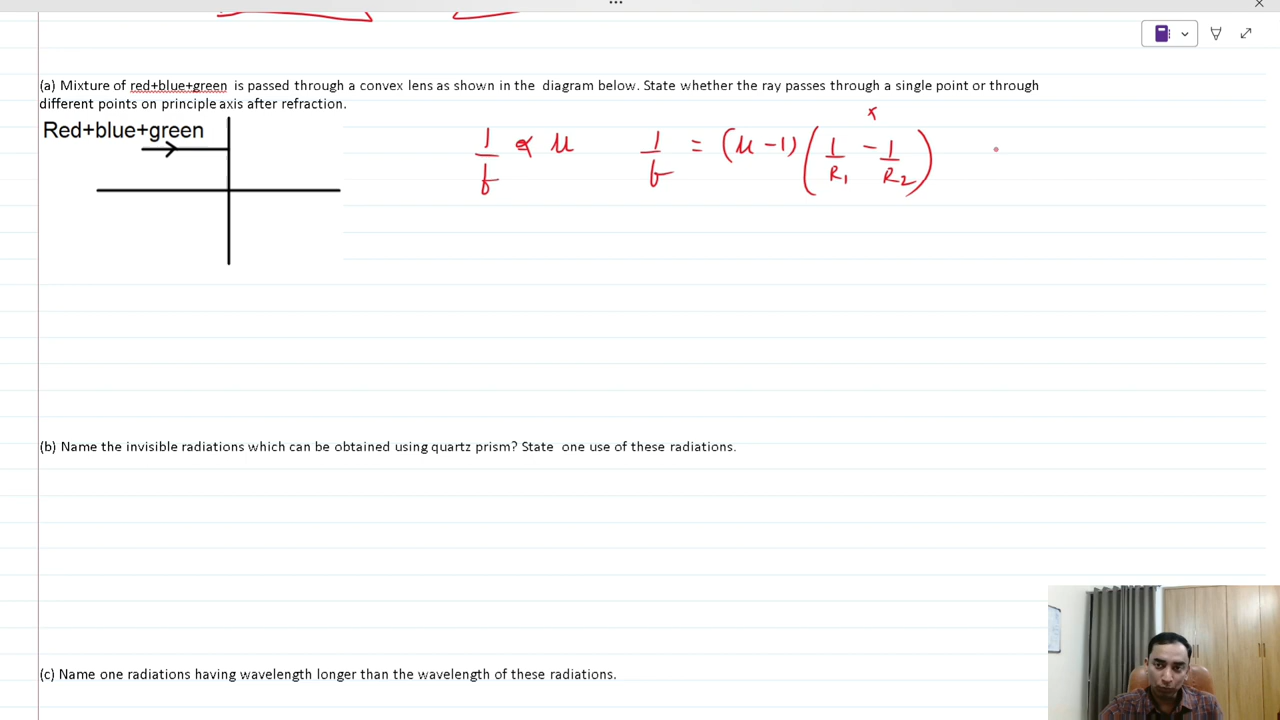 (a) Mixture of red+blue+green is passed through a convex lens as shown in the diagram below. State whether the ray passes through a single point or through
different points on principle axis after refraction.
Red+blue+green
1/f ∝ μ    1/f = (μ-1)(1/R1 - 1/R2)
(b) Name the invisible radiations which can be obtained using quartz prism? State one use of these radiations.
(c) Name one radiations having wavelength longer than the wavelength of these radiations.